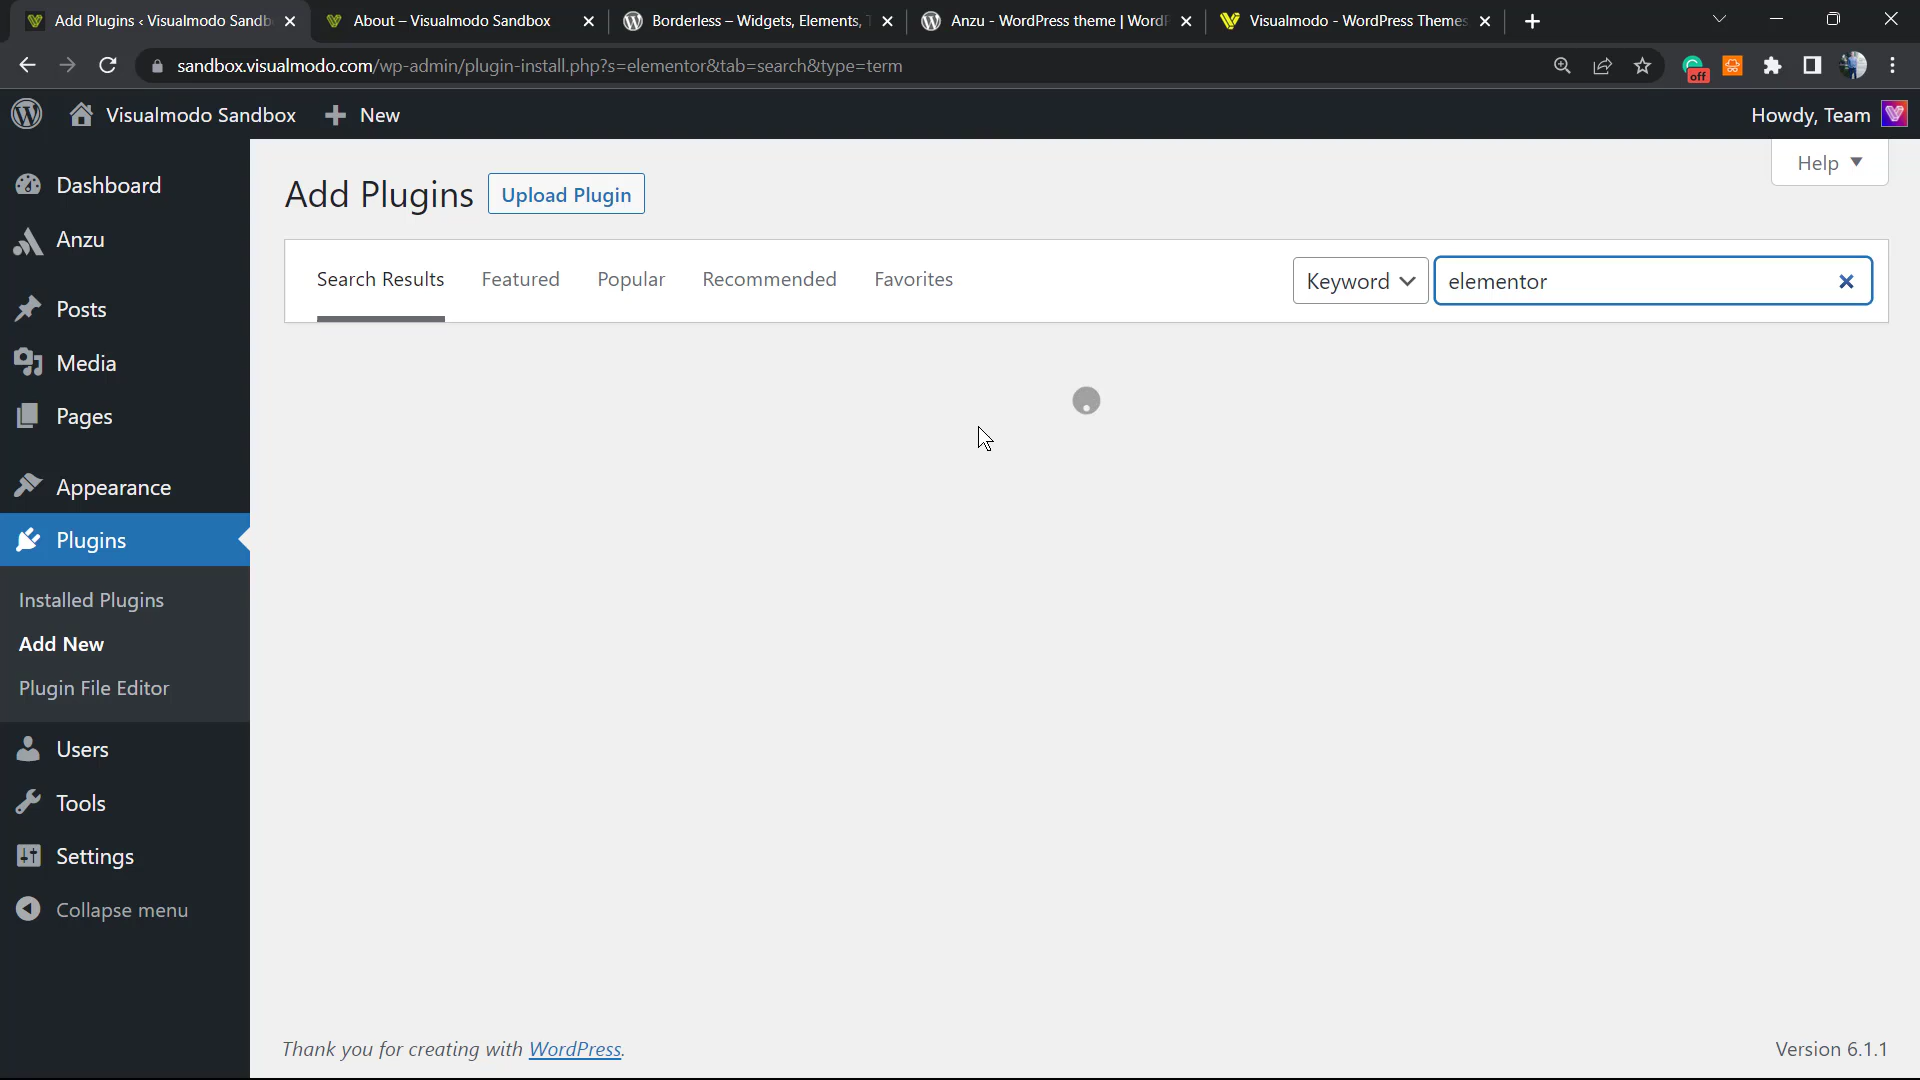 Add Plugins ‹ Visualmodo Sandb
About – Visualmodo Sandbox
Borderless – Widgets, Elements,
Anzu - WordPress theme | WordP
Visualmodo - WordPress Themes
sandbox.visualmodo.com/wp-admin/plugin-install.php?s=elementor&tab=search&type=term
off
Visualmodo Sandbox
New
Howdy, Team
Help
Dashboard
Anzu
Posts
Media
Pages
Appearance
Plugins
Installed Plugins
Add New
Plugin File Editor
Users
Tools
Settings
Collapse menu
Add Plugins
Upload Plugin
Search Results
Featured
Popular
Recommended
Favorites
Keyword
elementor
Thank you for creating with WordPress.
Version 6.1.1